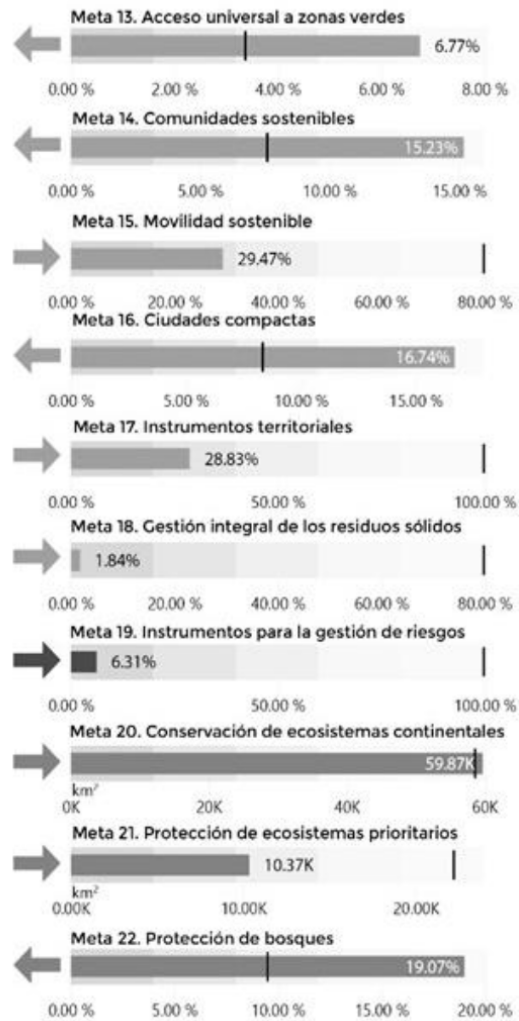 Meta 13. Acceso universal a zonas verdes
6.77%
0.00 % 2.00 % 4.00 % 6.00 % 8.00 %
Meta 14. Comunidades sostenibles
15.23%
0.00 % 5.00 % 10.00 % 15.00 %
Meta 15. Movilidad sostenible
29.47%
0.00 % 20.00 % 40.00 % 60.00 % 80.00 %
Meta 16. Ciudades compactas
16.74%
0.00 % 5.00 % 10.00 % 15.00 %
Meta 17. Instrumentos territoriales
28.83%
0.00 % 50.00 % 100.00 %
Meta 18. Gestión integral de los residuos sólidos
1.84%
0.00 % 20.00 % 40.00 % 60.00 % 80.00 %
Meta 19. Instrumentos para la gestión de riesgos
6.31%
0.00 % 50.00 % 100.00 %
Meta 20. Conservación de ecosistemas continentales
59.87K
km²
0K 20K 40K 60K
Meta 21. Protección de ecosistemas prioritarios
10.37K
km²
0.00K 10.00K 20.00K
Meta 22. Protección de bosques
19.07%
0.00 % 5.00 % 10.00 % 15.00 % 20.00 %